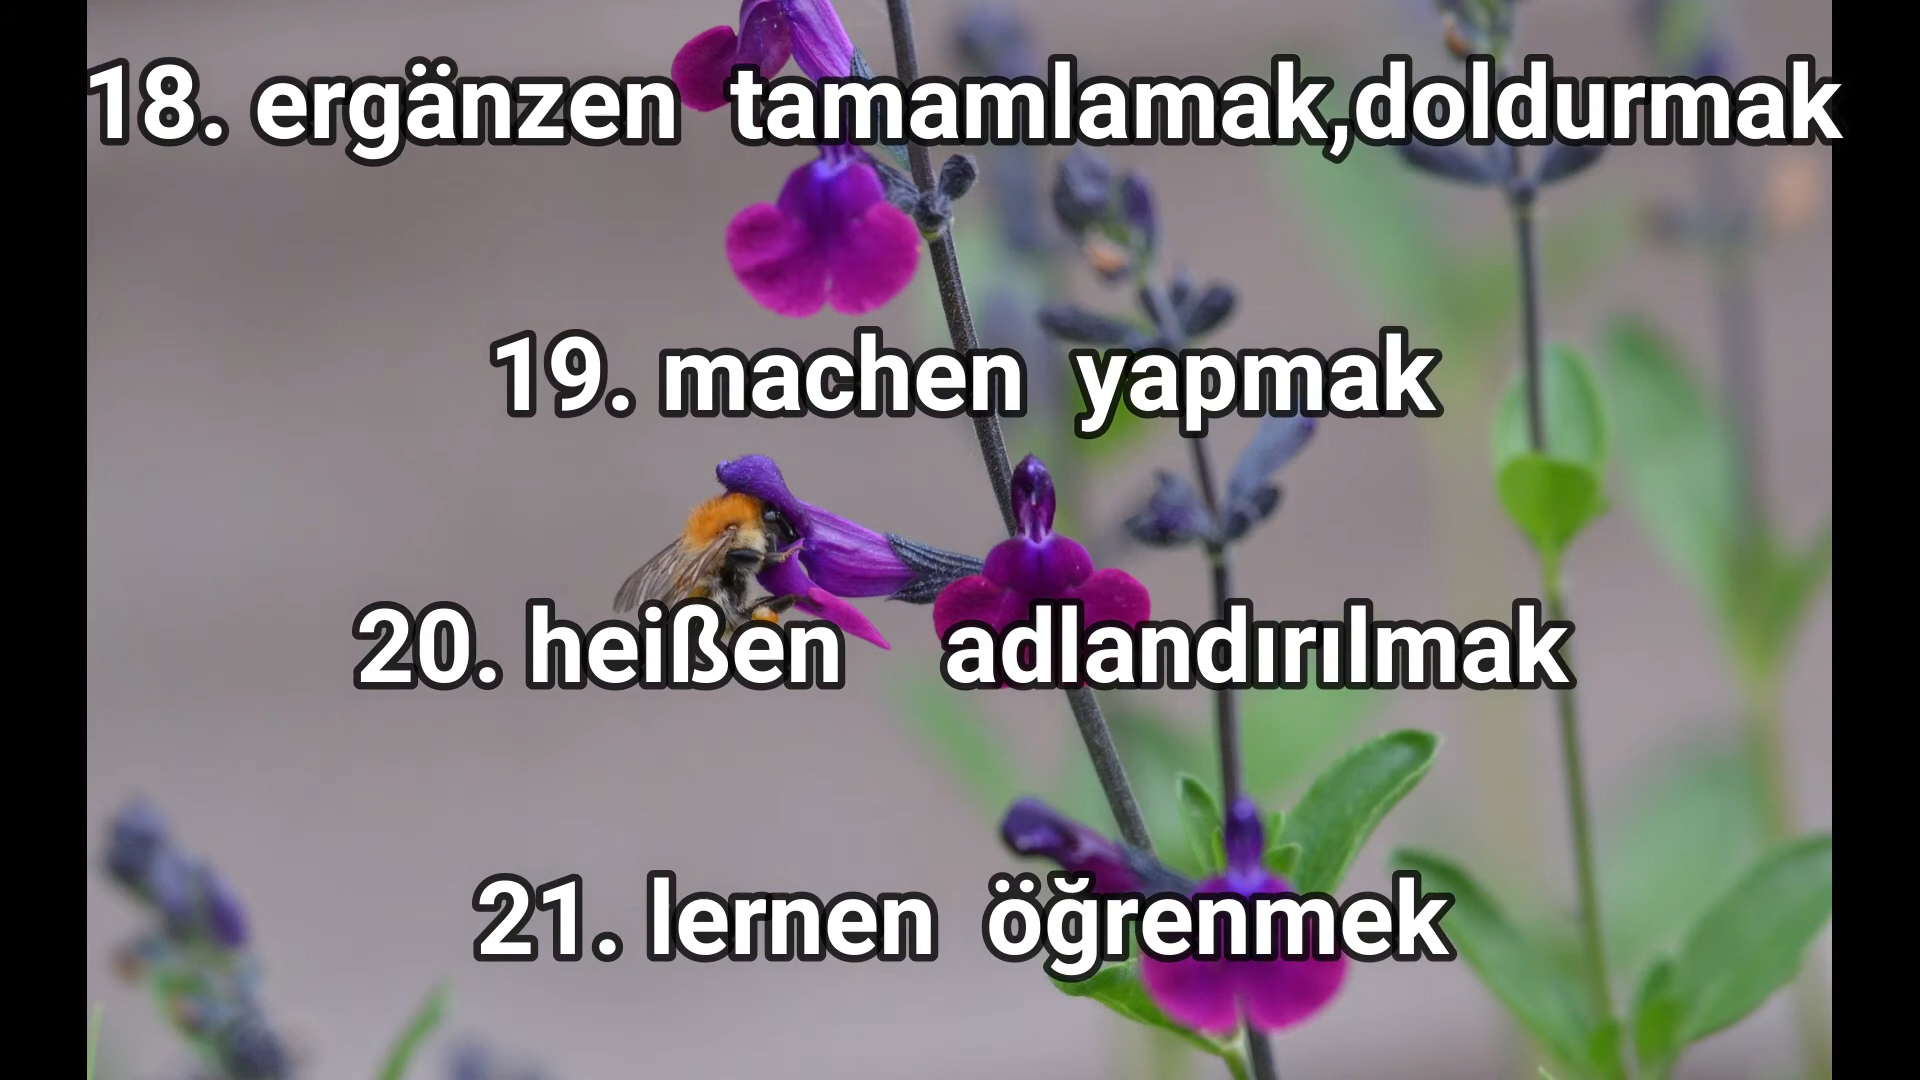 18. ergänzen tamamlamak,doldurmak
19. machen yapmak
20. heißen adlandırılmak
21. lernen öğrenmek